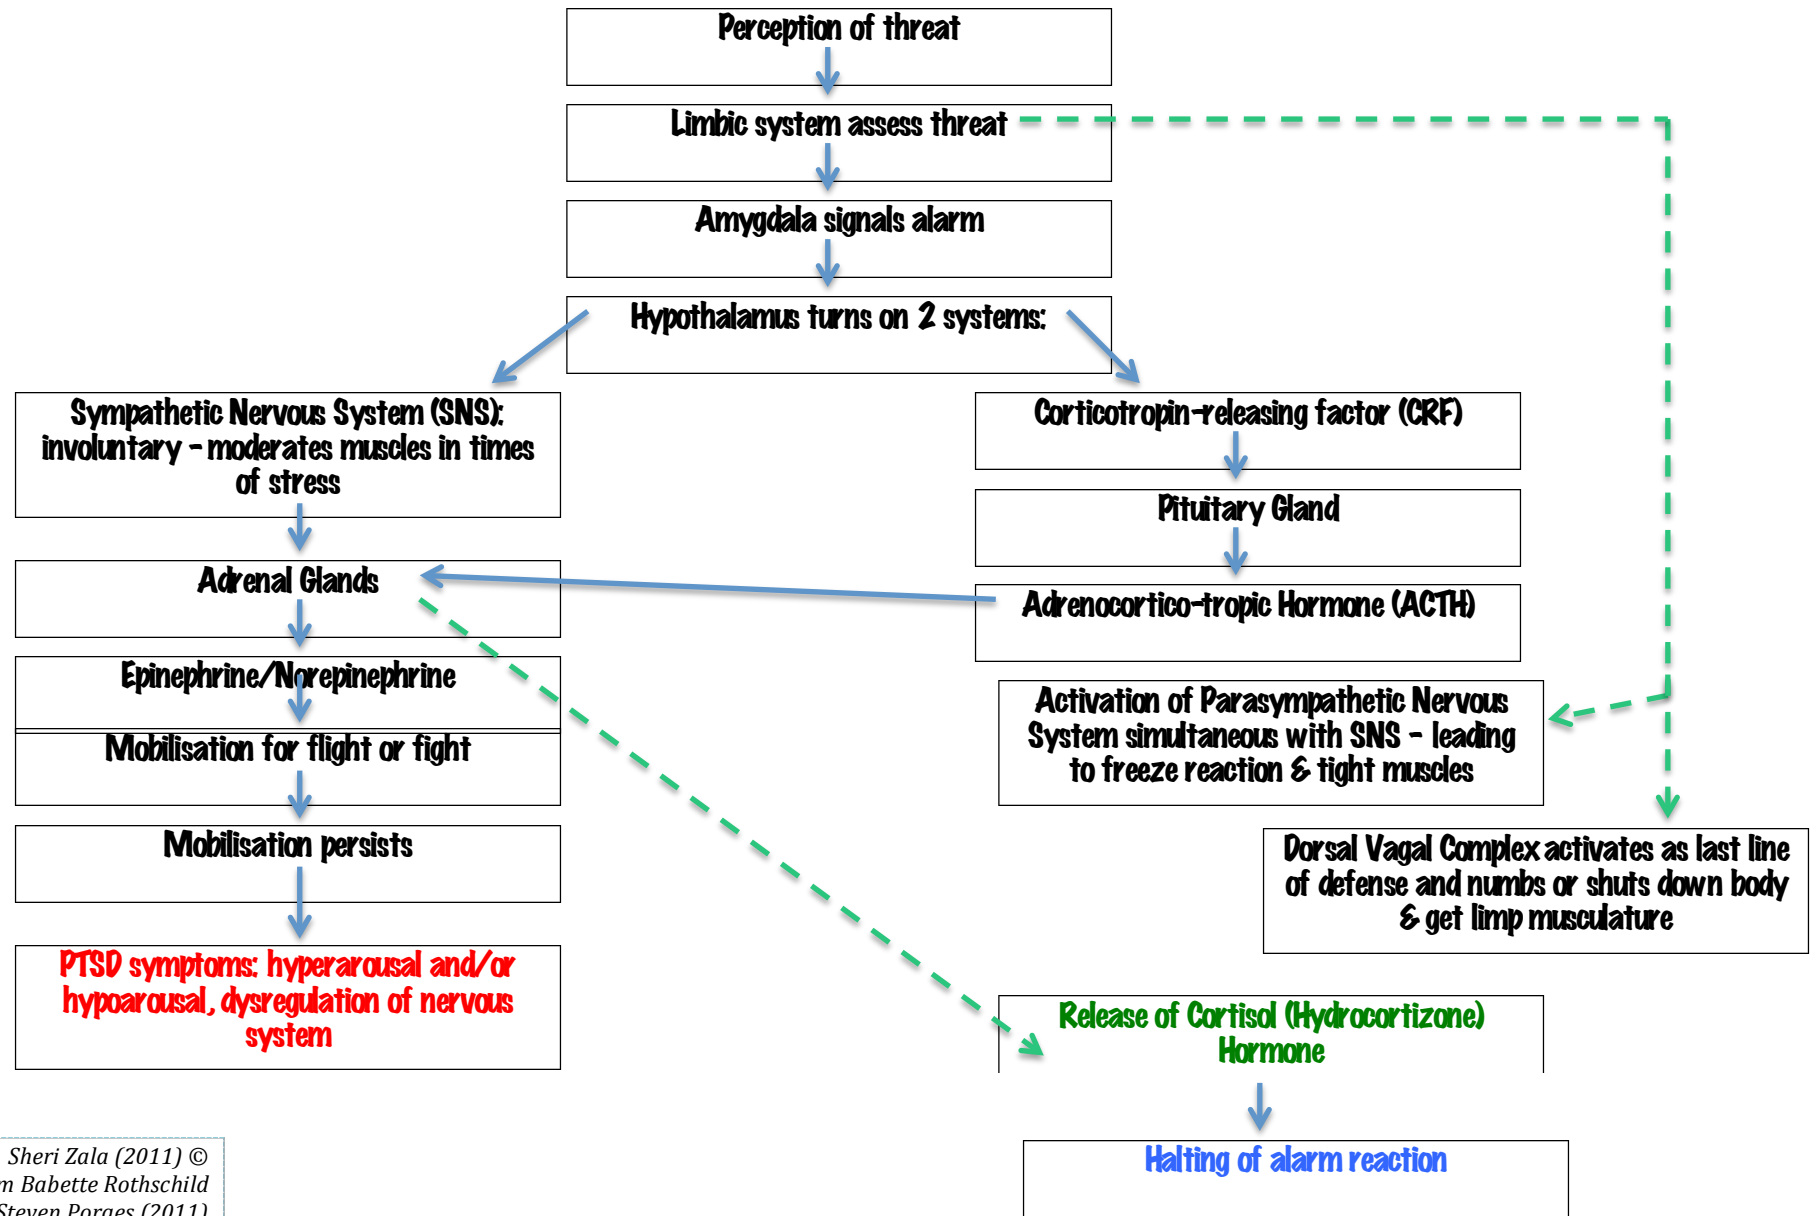 Perception of threat
Limbic system assess threat
Amygdala signals alarm
Hypothalamus turns on 2 systems:
Sympathetic Nervous System (SNS):
involuntary - moderates muscles in times
of stress
Corticotropin-releasing factor (CRF)
Pituitary Gland
Adrenal Glands
Adrenocortico-tropic Hormone (ACTH)
Epinephrine/Norepinephrine
Mobilisation for flight or fight
Activation of Parasympathetic Nervous
System simultaneous with SNS - leading
to freeze reaction & tight muscles
Mobilisation persists
Dorsal Vagal Complex activates as last line
of defense and numbs or shuts down body
& get limp musculature
PTSD symptoms: hyperarousal and/or
hypoarousal, dysregulation of nervous
system
Release of Cortisol (Hydrocortizone)
Hormone
Halting of alarm reaction
Sheri Zala (2011) ©
Babette Rothschild
Steven Porges (2011)